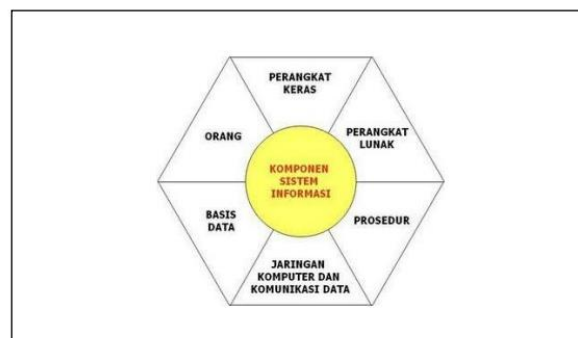 PERANGKAT
KERAS
ORANG
PERANGKAT
LUNAK
KOMPONEN
SISTEM
INFORMASI
BASIS
DATA
PROSEDUR
JARINGAN
KOMPUTER DAN
KOMUNIKASI DATA